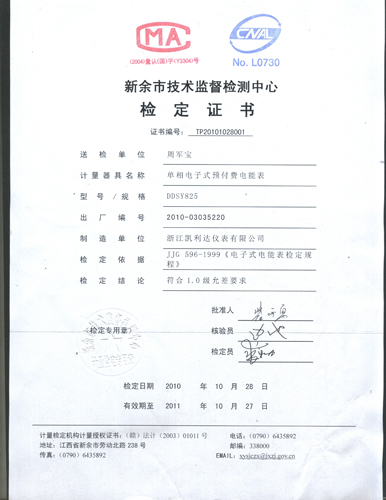 CMA
CNAL
(2004)量认(国)字(Y3304)号
No. L0730
新余市技术监督检测中心
检定证书
证书编号: TP20101028001
送检单位 周军宝
计量器具名称 单相电子式预付费电能表
型号/规格 DDSY825
出厂编号 2010-03035220
制造单位 浙江凯利达仪表有限公司
检定依据 JJG 596-1999《电子式电能表检定规
程》
检定结论 符合 1.0 级允差要求
批准人
(检定专用章)
核验员
检定员
检定日期 2010 年 10 月 28 日
有效期至 2011 年 10 月 27 日
计量检定机构计量授权证书: (赣) 法计 (2003) 01011 号
电话: (0790) 6435892
地址: 江西省新余市劳动北路 238 号
邮编: 338000
传真: (0790) 6435892
EMAIL: xysjczx@jxzj.gov.cn